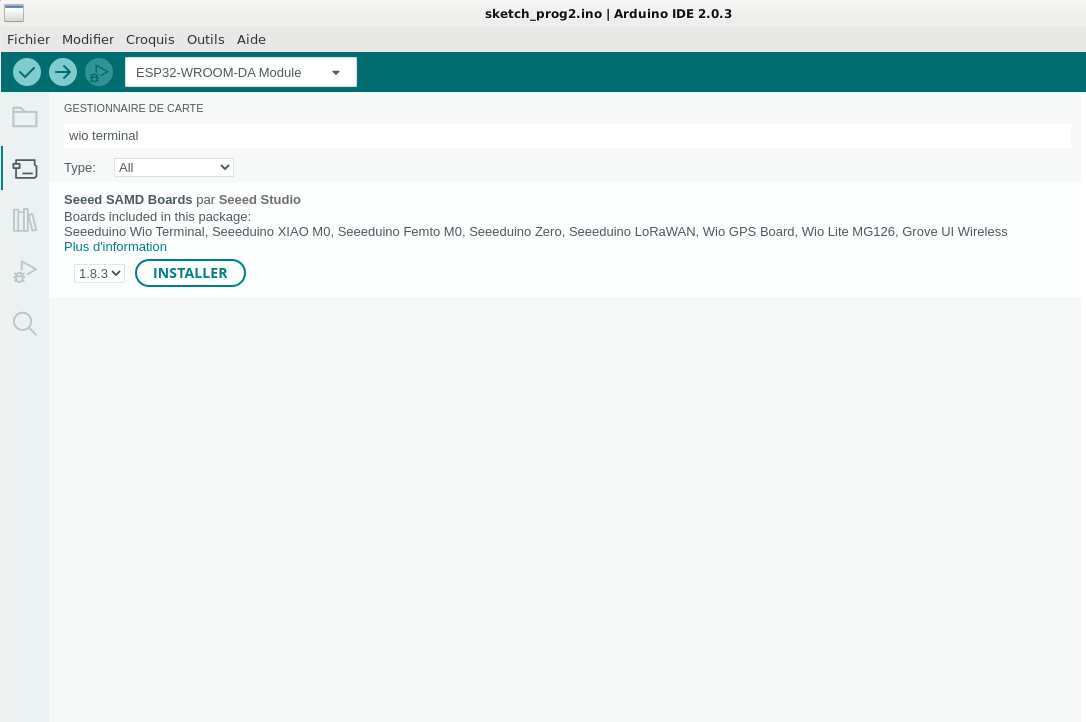 sketch_prog2.ino | Arduino IDE 2.0.3
Fichier Modifier Croquis Outils Aide
ESP32-WROOM-DA Module
GESTIONNAIRE DE CARTE
wio terminal
Type: All
Seeed SAMD Boards par Seeed Studio
Boards included in this package:
Seeeduino Wio Terminal, Seeeduino XIAO M0, Seeeduino Femto M0, Seeeduino Zero, Seeeduino LoRaWAN, Wio GPS Board, Wio Lite MG126, Grove UI Wireless
Plus d'information
1.8.3 INSTALLER